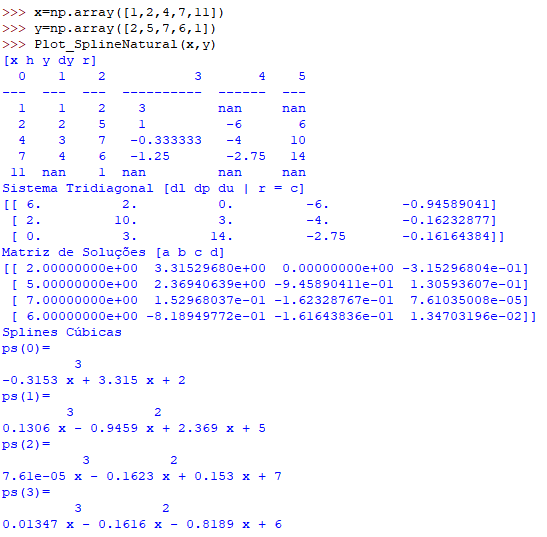 >>> x=np.array([1,2,4,7,11])
>>> y=np.array([2,5,7,6,1])
>>> Plot_SplineNatural(x,y)
[x h y dy r]
  0    1    2           3       4    5
---  ---  ---  ----------  ------  ---
  1    1    2    3         nan     nan
  2    2    5    1          -6       6
  4    3    7   -0.333333   -4      10
  7    4    6   -1.25       -2.75   14
 11  nan    1  nan         nan     nan
Sistema Tridiagonal [dl dp du | r = c]
[[ 6.          2.          0.         -6.         -0.94589041]
 [ 2.         10.          3.         -4.         -0.16232877]
 [ 0.          3.         14.         -2.75       -0.16164384]]
Matriz de Soluções [a b c d]
[[ 2.00000000e+00  3.31529680e+00  0.00000000e+00 -3.15296804e-01]
 [ 5.00000000e+00  2.36940639e+00 -9.45890411e-01  1.30593607e-01]
 [ 7.00000000e+00  1.52968037e-01 -1.62328767e-01  7.61035008e-05]
 [ 6.00000000e+00 -8.18949772e-01 -1.61643836e-01  1.34703196e-02]]
Splines Cúbicas
ps(0)=
         3
-0.3153 x + 3.315 x + 2
ps(1)=
        3          2
0.1306 x - 0.9459 x + 2.369 x + 5
ps(2)=
          3          2
7.61e-05 x - 0.1623 x + 0.153 x + 7
ps(3)=
         3          2
0.01347 x - 0.1616 x - 0.8189 x + 6